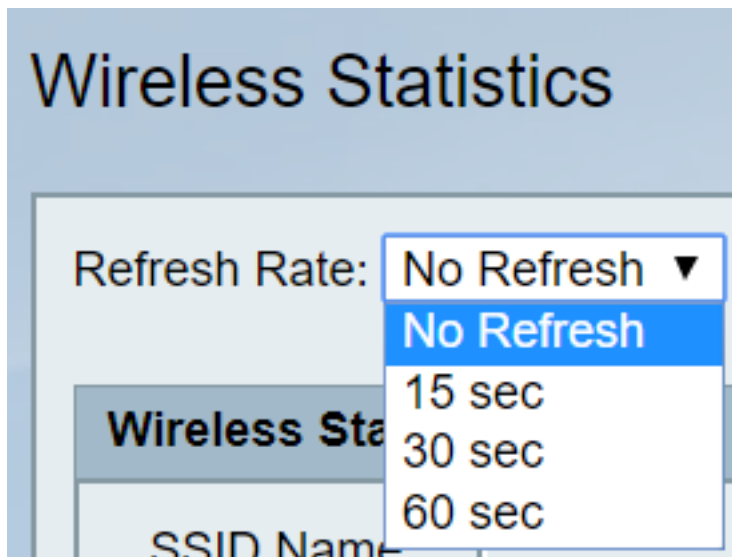 Wireless Statistics
Refresh Rate: No Refresh ▼
No Refresh
15 sec
30 sec
60 sec
Wireless Sta
SSID Name